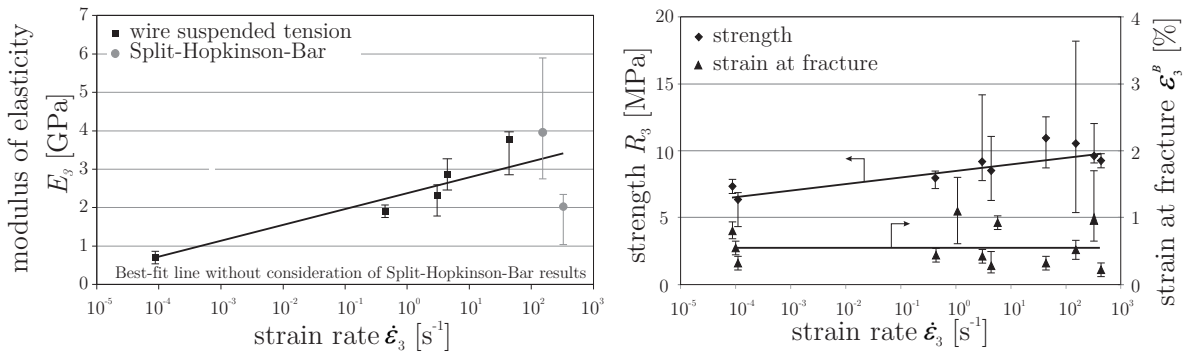 modulus of elasticity
E₃ [GPa]
7
6
5
4
3
2
1
0
wire suspended tension
Split-Hopkinson-Bar
Best-fit line without consideration of Split-Hopkinson-Bar results
10⁻⁵ 10⁻⁴ 10⁻³ 10⁻² 10⁻¹ 10⁰ 10¹ 10² 10³
strain rate ε̇₃ [s⁻¹]
strength R₃ [MPa]
20
15
10
5
0
strength
strain at fracture
4
3
2
1
0
strain at fracture ε₃ᴮ [%]
10⁻⁵ 10⁻⁴ 10⁻³ 10⁻² 10⁻¹ 10⁰ 10¹ 10² 10³
strain rate ε̇₃ [s⁻¹]